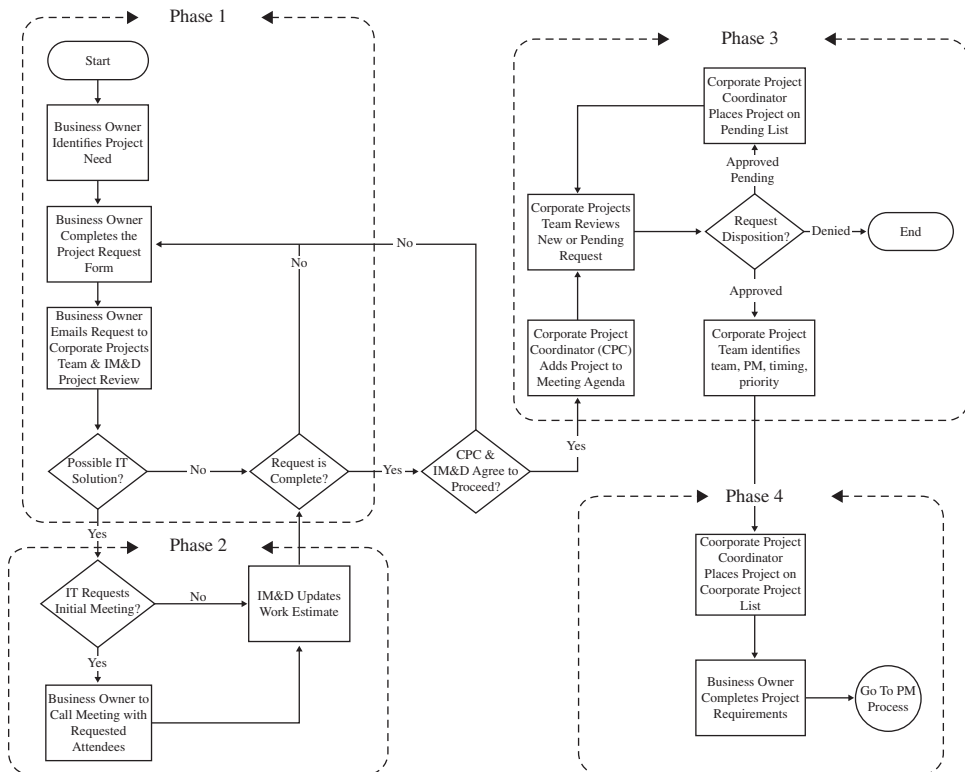 Phase 1
Start
Business Owner
Identifies Project
Need
Business Owner
Completes the
Project Request
Form
Business Owner
Emails Request to
Corporate Projects
Team & IM&D
Project Review
Possible IT
Solution?
No
Request is
Complete?
No
Yes
CPC &
IM&D Agree to
Proceed?
No
Yes
Yes
Phase 2
IT Requests
Initial Meeting?
No
IM&D Updates
Work Estimate
Yes
Business Owner to
Call Meeting with
Requested
Attendees
Phase 3
Corporate Project
Coordinator
Places Project on
Pending List
Approved
Pending
Corporate Projects
Team Reviews
New or Pending
Request
Request
Disposition?
Denied
End
Approved
Corporate Project
Coordinator (CPC)
Adds Project to
Meeting Agenda
Corporate Project
Team identifies
team, PM, timing,
priority
Phase 4
Coorporate Project
Coordinator
Places Project on
Coorporate Project
List
Business Owner
Completes Project
Requirements
Go To PM
Process